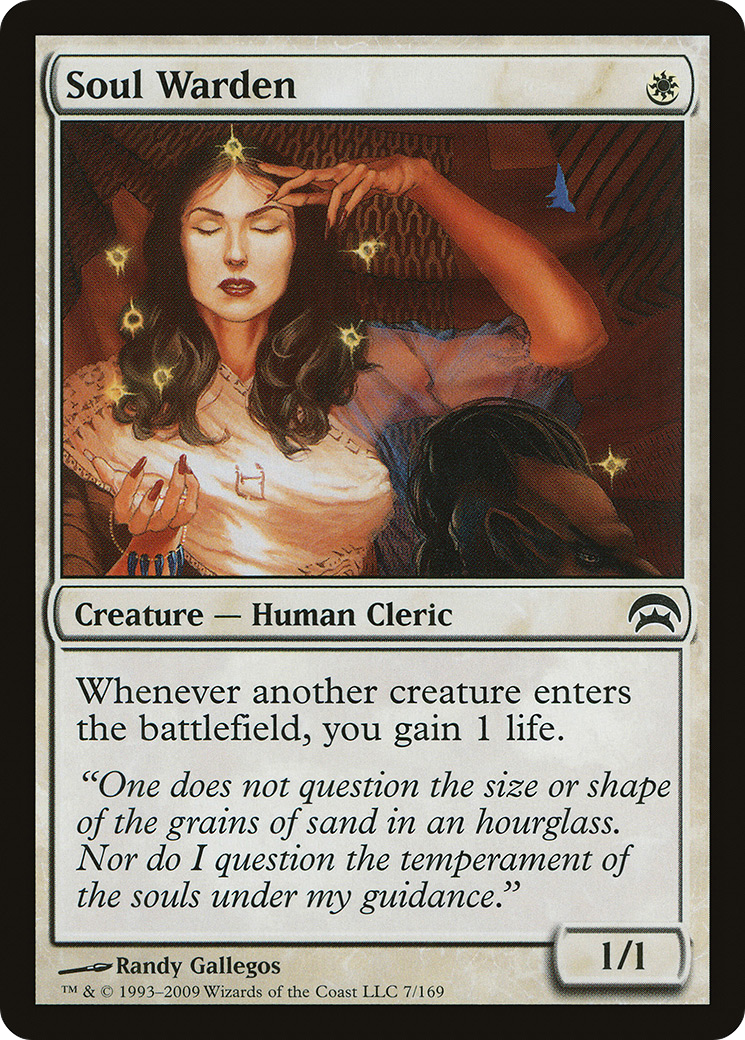 Soul Warden
Creature — Human Cleric
Whenever another creature enters
the battlefield, you gain 1 life.
“One does not question the size or shape
of the grains of sand in an hourglass.
Nor do I question the temperament of
the souls under my guidance.”
1/1
Randy Gallegos
™ & © 1993–2009 Wizards of the Coast LLC 7/169